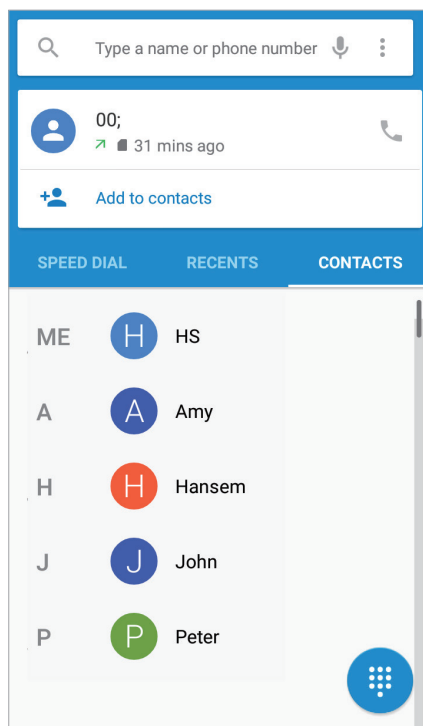 Type a name or phone number
00;
31 mins ago
Add to contacts
SPEED DIAL RECENTS CONTACTS
ME H HS
A A Amy
H H Hansem
J J John
P P Peter